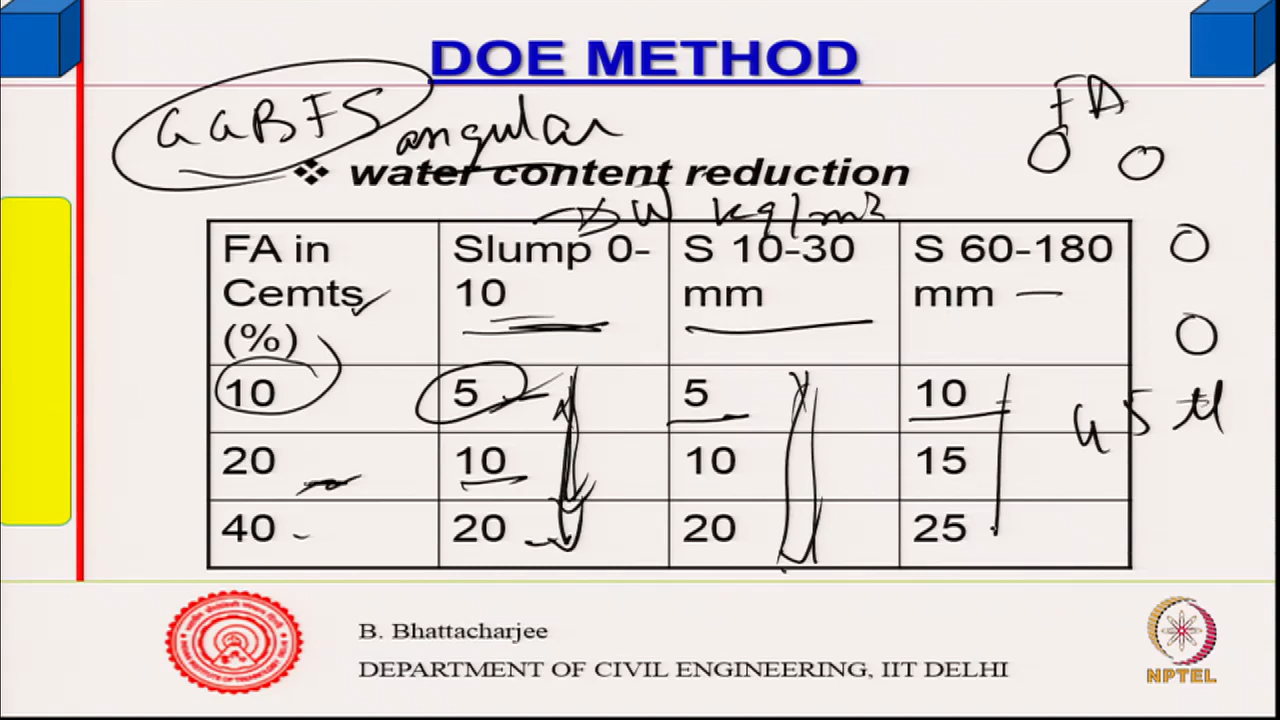 DOE METHOD
GGBFS angular
FA
❖ water content reduction
ΔW kg/m³
FA in Cemts (%)
Slump 0-10
S 10-30 mm
S 60-180 mm
10 5 5 10
45 μ
20 10 10 15
40 20 20 25
B. Bhattacharjee
DEPARTMENT OF CIVIL ENGINEERING, IIT DELHI
NPTEL